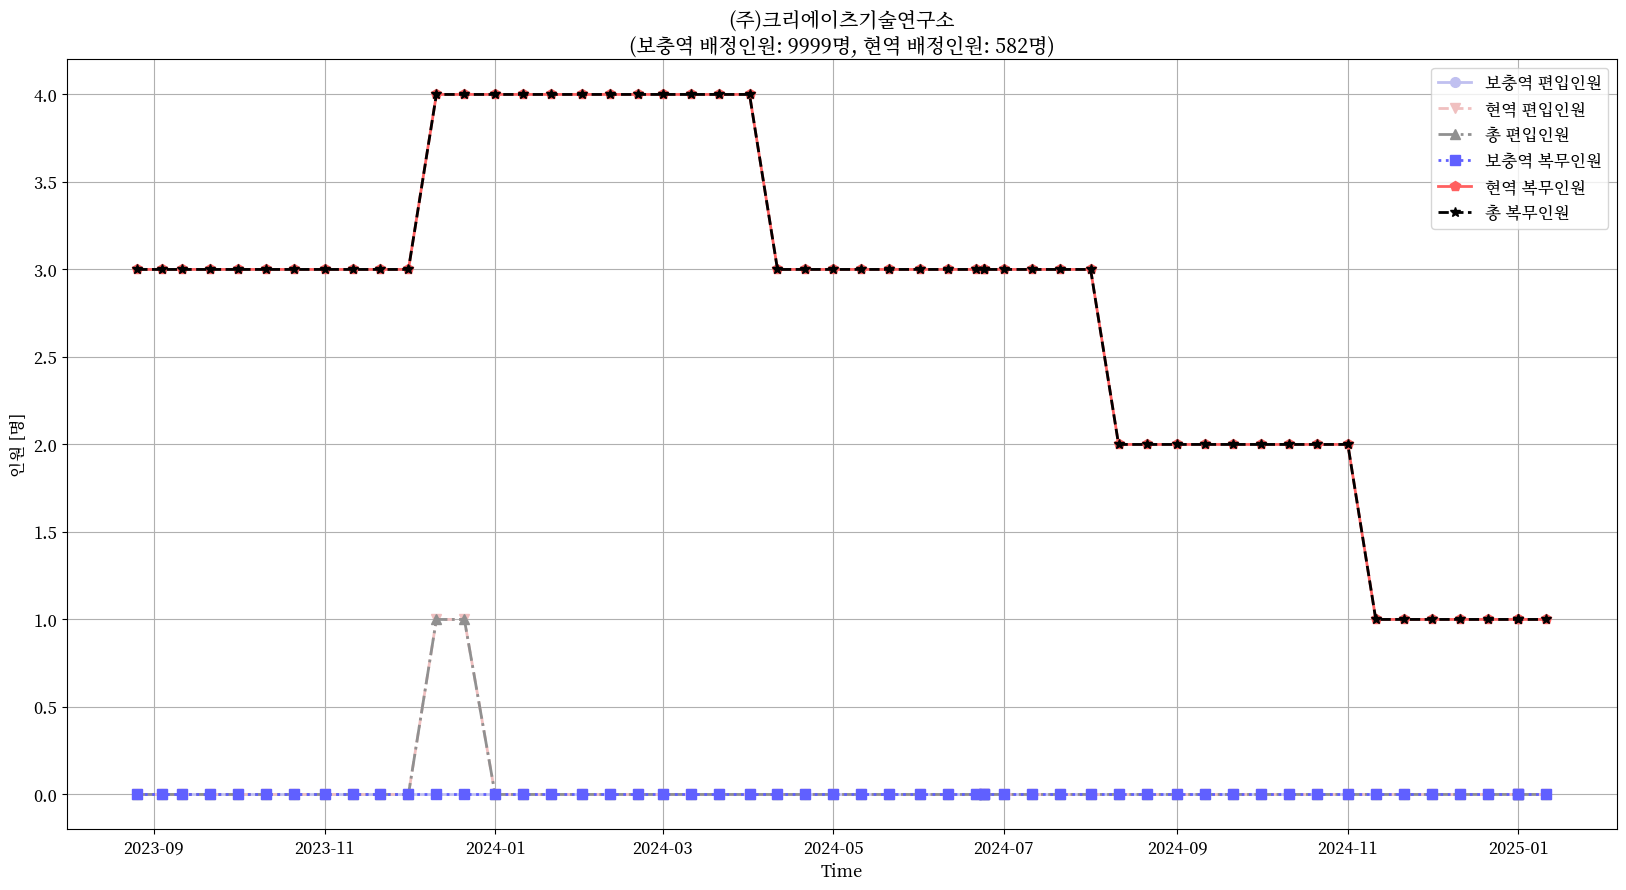 (주)크리에이츠기술연구소
(보충역 배정인원: 9999명, 현역 배정인원: 582명)
보충역 편입인원
현역 편입인원
총 편입인원
보충역 복무인원
현역 복무인원
총 복무인원
4.0
3.5
3.0
2.5
2.0
1.5
1.0
0.5
0.0
인원 [명]
2023-09 2023-11 2024-01 2024-03 2024-05 2024-07 2024-09 2024-11 2025-01
Time